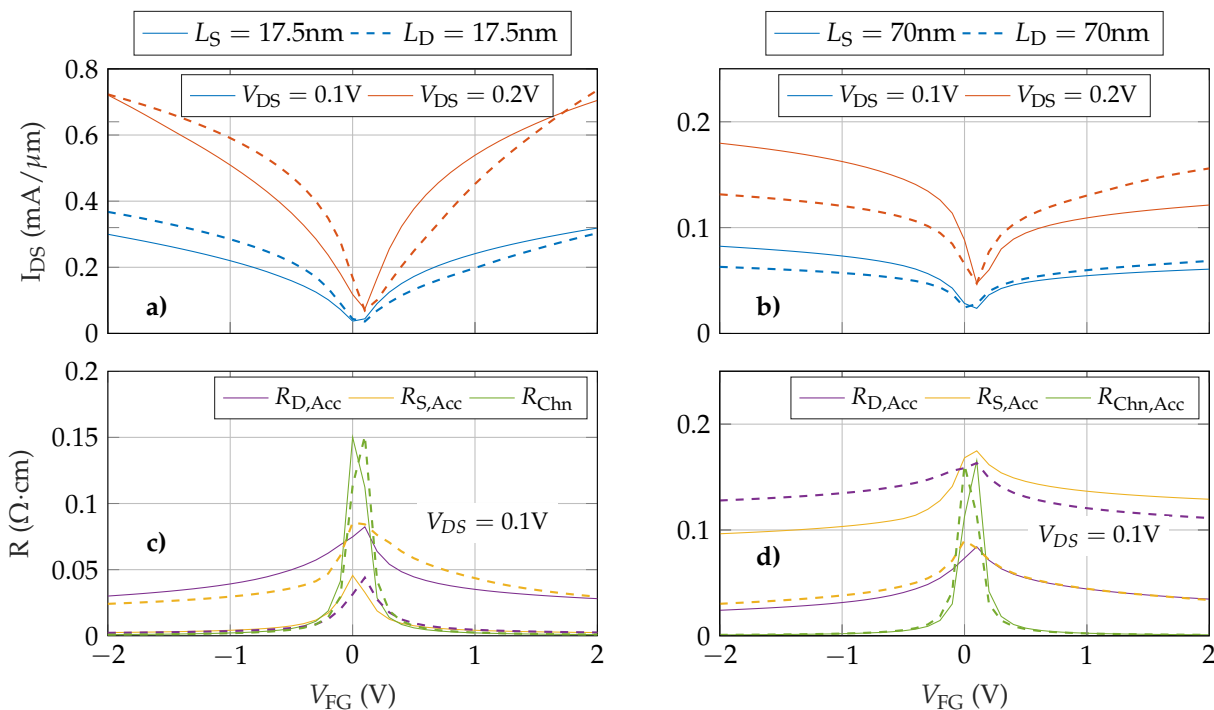 L_S = 17.5nm L_D = 17.5nm
L_S = 70nm L_D = 70nm
V_DS = 0.1V V_DS = 0.2V
V_DS = 0.1V V_DS = 0.2V
I_DS (mA/μm)
0.8
0.6
0.4
0.2
0
a)
0.2
0.1
0
b)
R_D,Acc R_S,Acc R_Chn
R_D,Acc R_S,Acc R_Chn,Acc
R (Ω·cm)
0.2
0.15
0.1
0.05
0
c)
V_DS = 0.1V
−2 −1 0 1 2
V_FG (V)
0.2
0.1
0
d)
V_DS = 0.1V
−2 −1 0 1 2
V_FG (V)